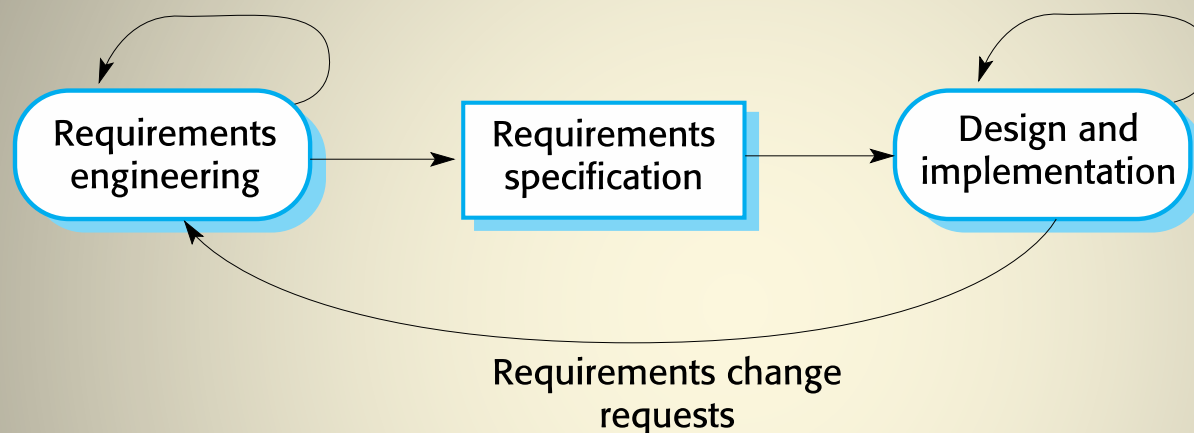 Requirements
engineering
Requirements
specification
Design and
implementation
Requirements change
requests